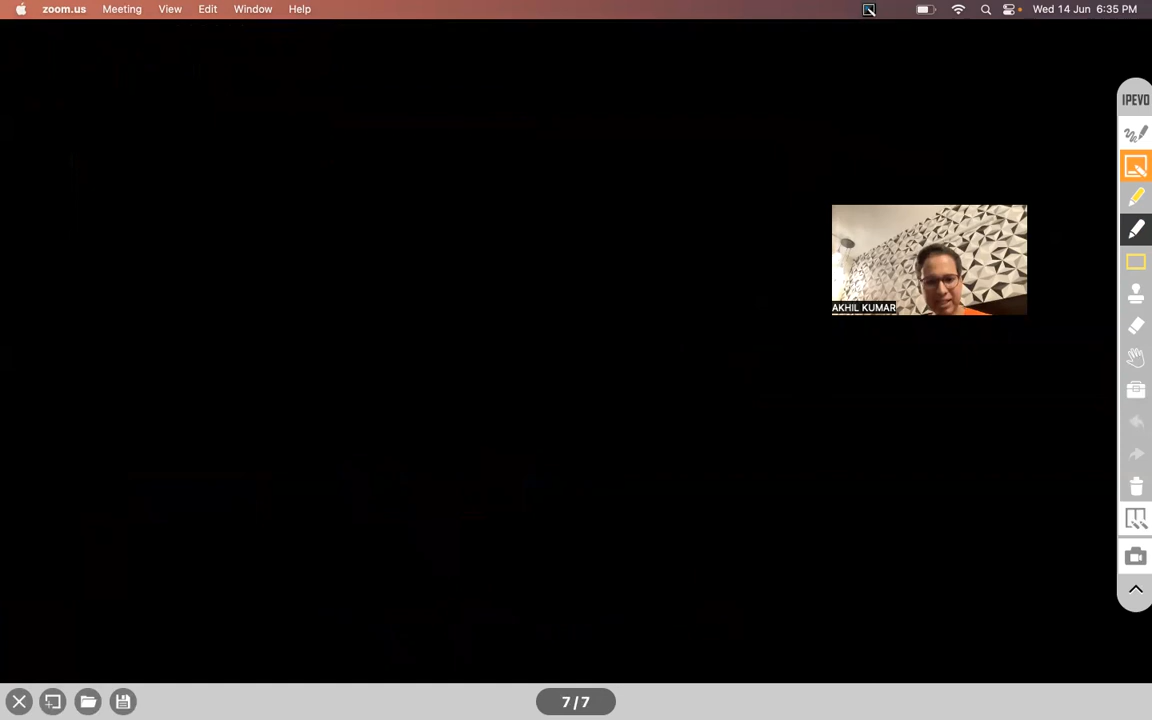 zoom.us Meeting View Edit Window Help Wed 14 Jun 6:35 PM
IPEVO
AKHIL KUMAR
7/7